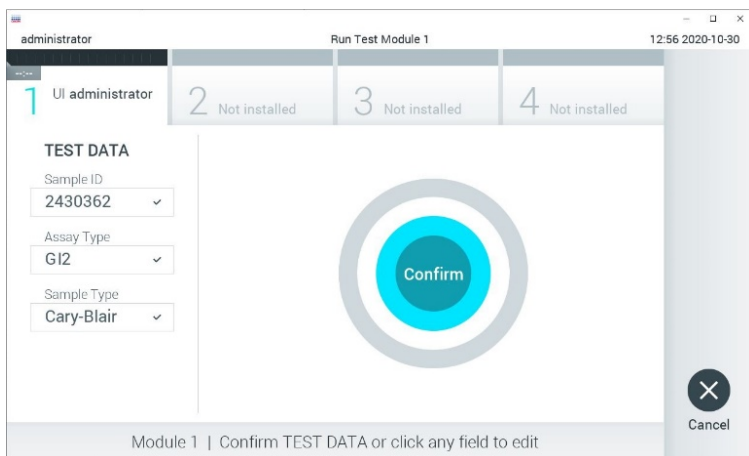 administrator Run Test Module 1 12:56 2020-10-30
--:--
1 UI administrator 2 Not installed 3 Not installed 4 Not installed
TEST DATA
Sample ID
2430362
Assay Type
GI2
Sample Type
Cary-Blair
Confirm
Cancel
Module 1 | Confirm TEST DATA or click any field to edit